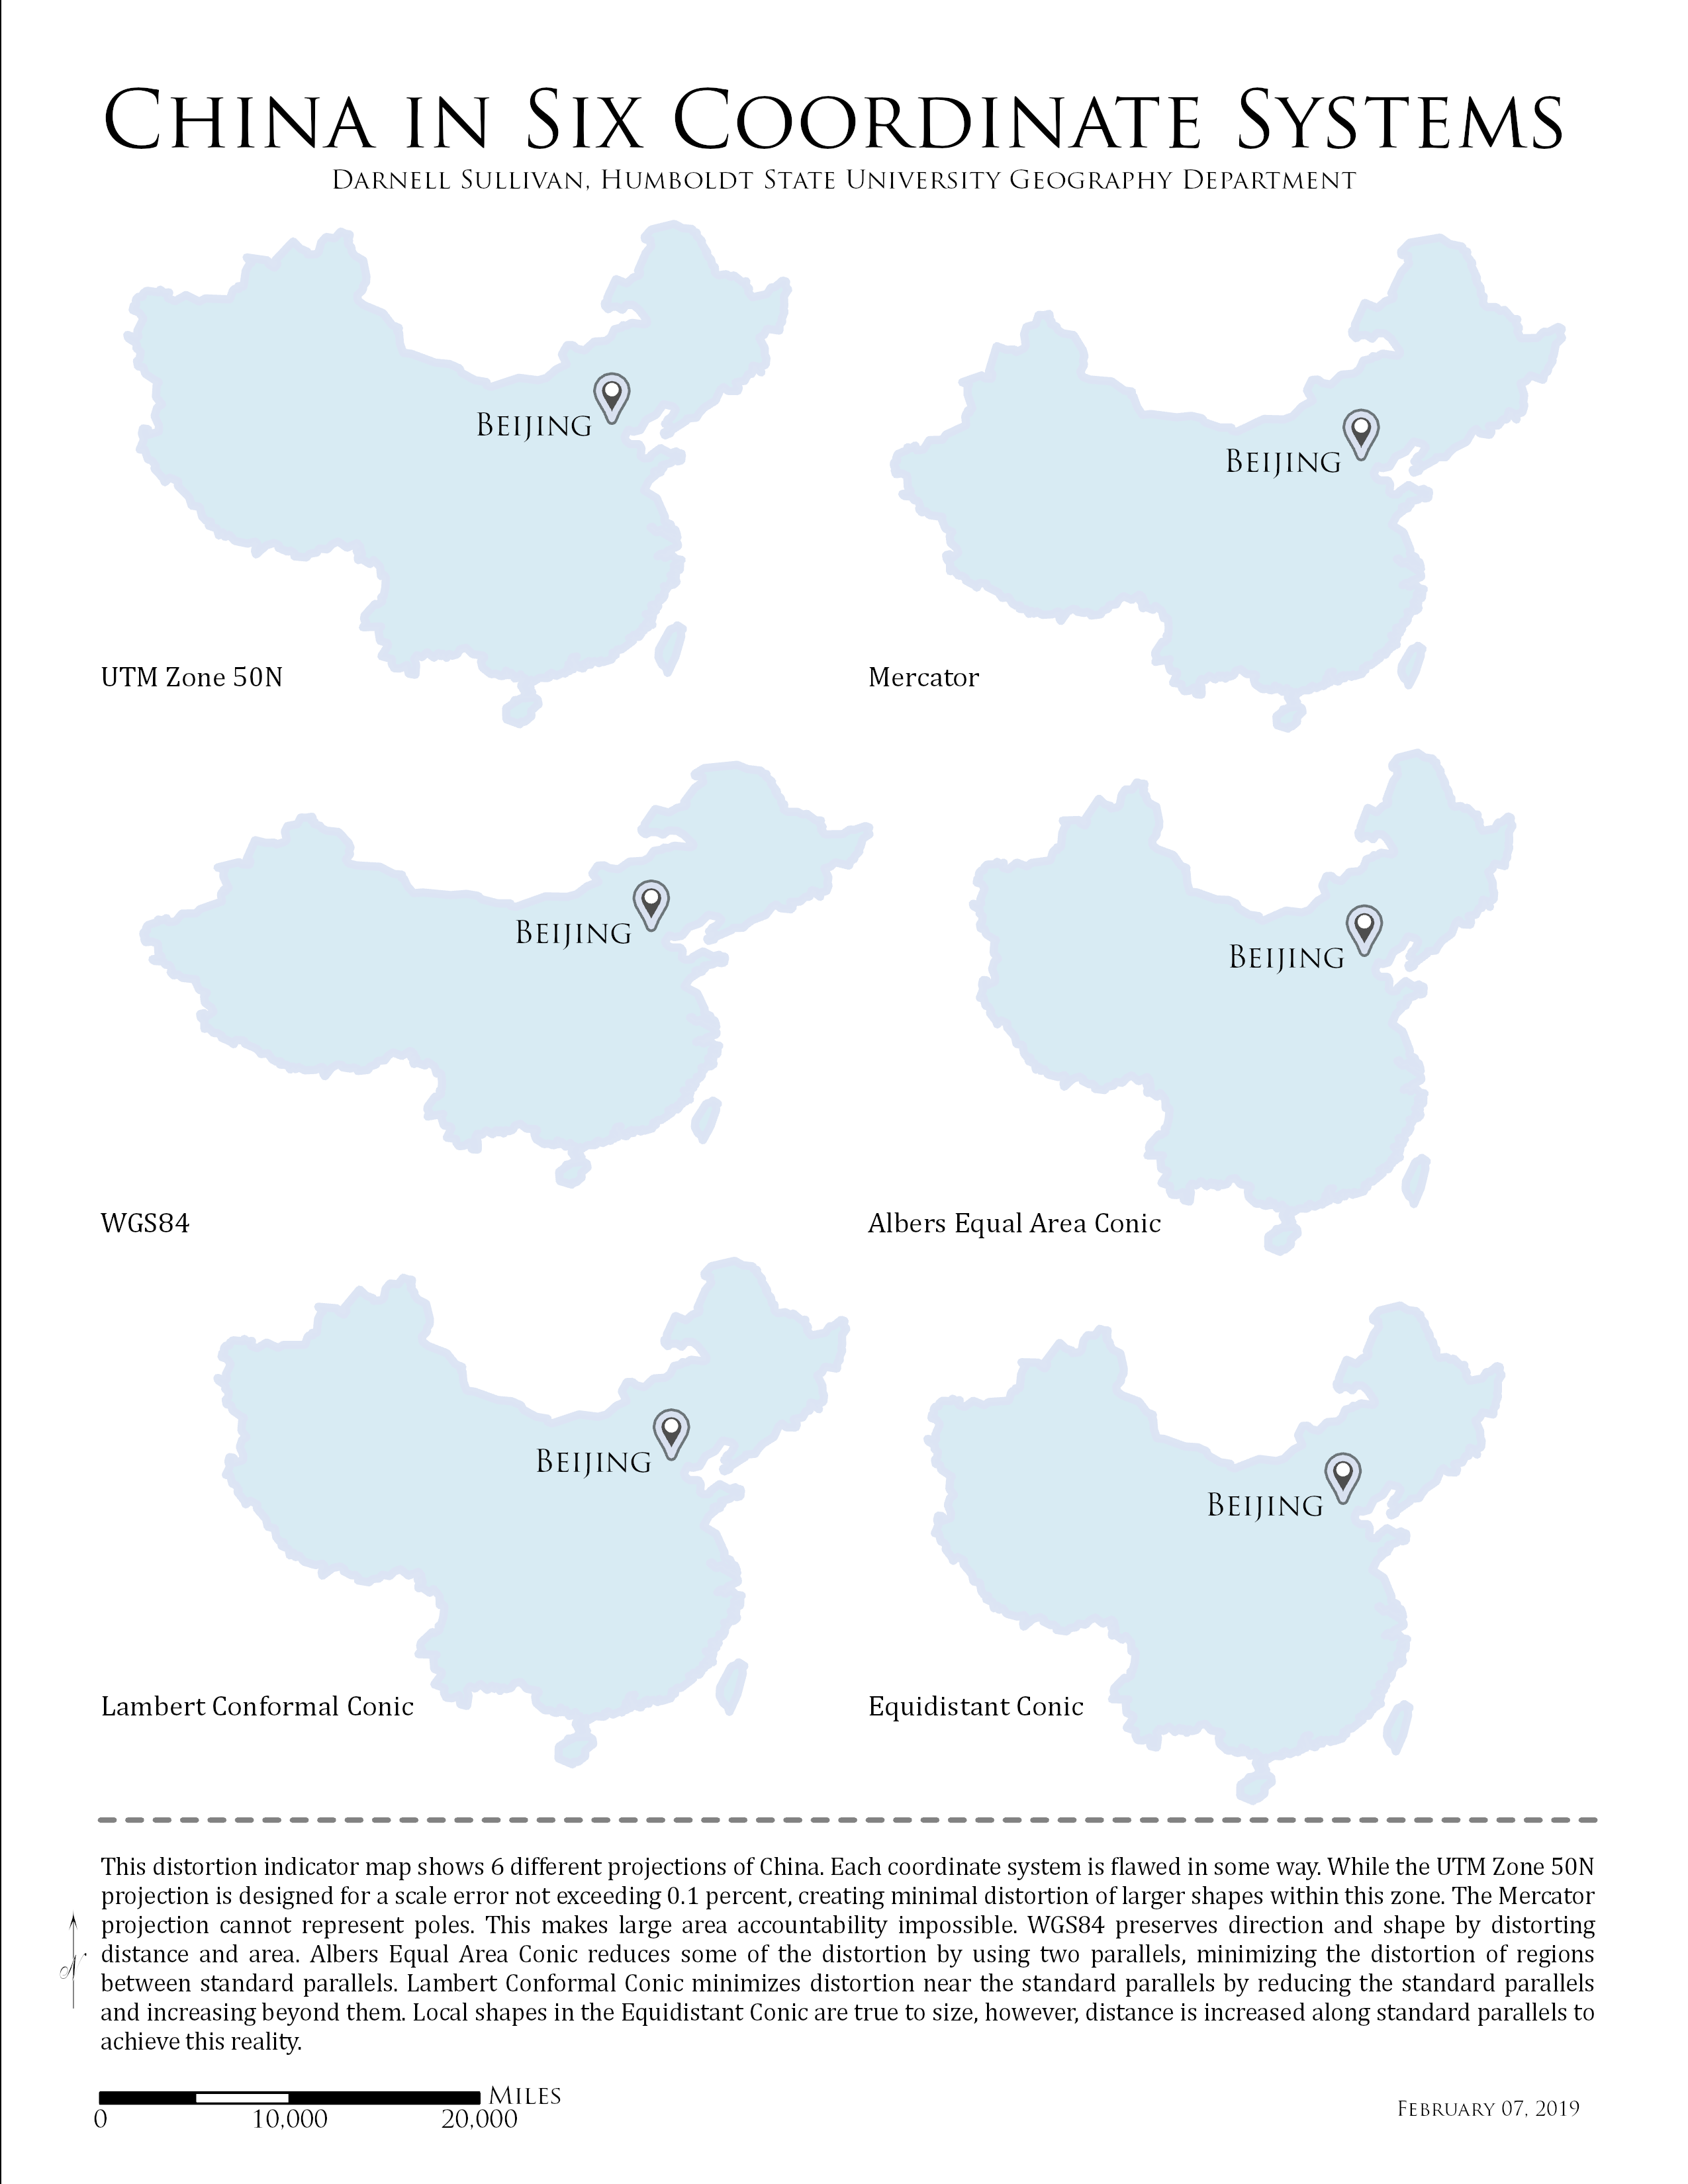 China in Six Coordinate Systems
Darnell Sullivan, Humboldt State University Geography Department
Beijing
Beijing
UTM Zone 50N
Mercator
Beijing
Beijing
WGS84
Albers Equal Area Conic
Beijing
Beijing
Lambert Conformal Conic
Equidistant Conic
This distortion indicator map shows 6 different projections of China. Each coordinate system is flawed in some way. While the UTM Zone 50N
projection is designed for a scale error not exceeding 0.1 percent, creating minimal distortion of larger shapes within this zone. The Mercator
projection cannot represent poles. This makes large area accountability impossible. WGS84 preserves direction and shape by distorting
distance and area. Albers Equal Area Conic reduces some of the distortion by using two parallels, minimizing the distortion of regions
between standard parallels. Lambert Conformal Conic minimizes distortion near the standard parallels by reducing the standard parallels
and increasing beyond them. Local shapes in the Equidistant Conic are true to size, however, distance is increased along standard parallels to
achieve this reality.
N
Miles
0 10,000 20,000
February 07, 2019